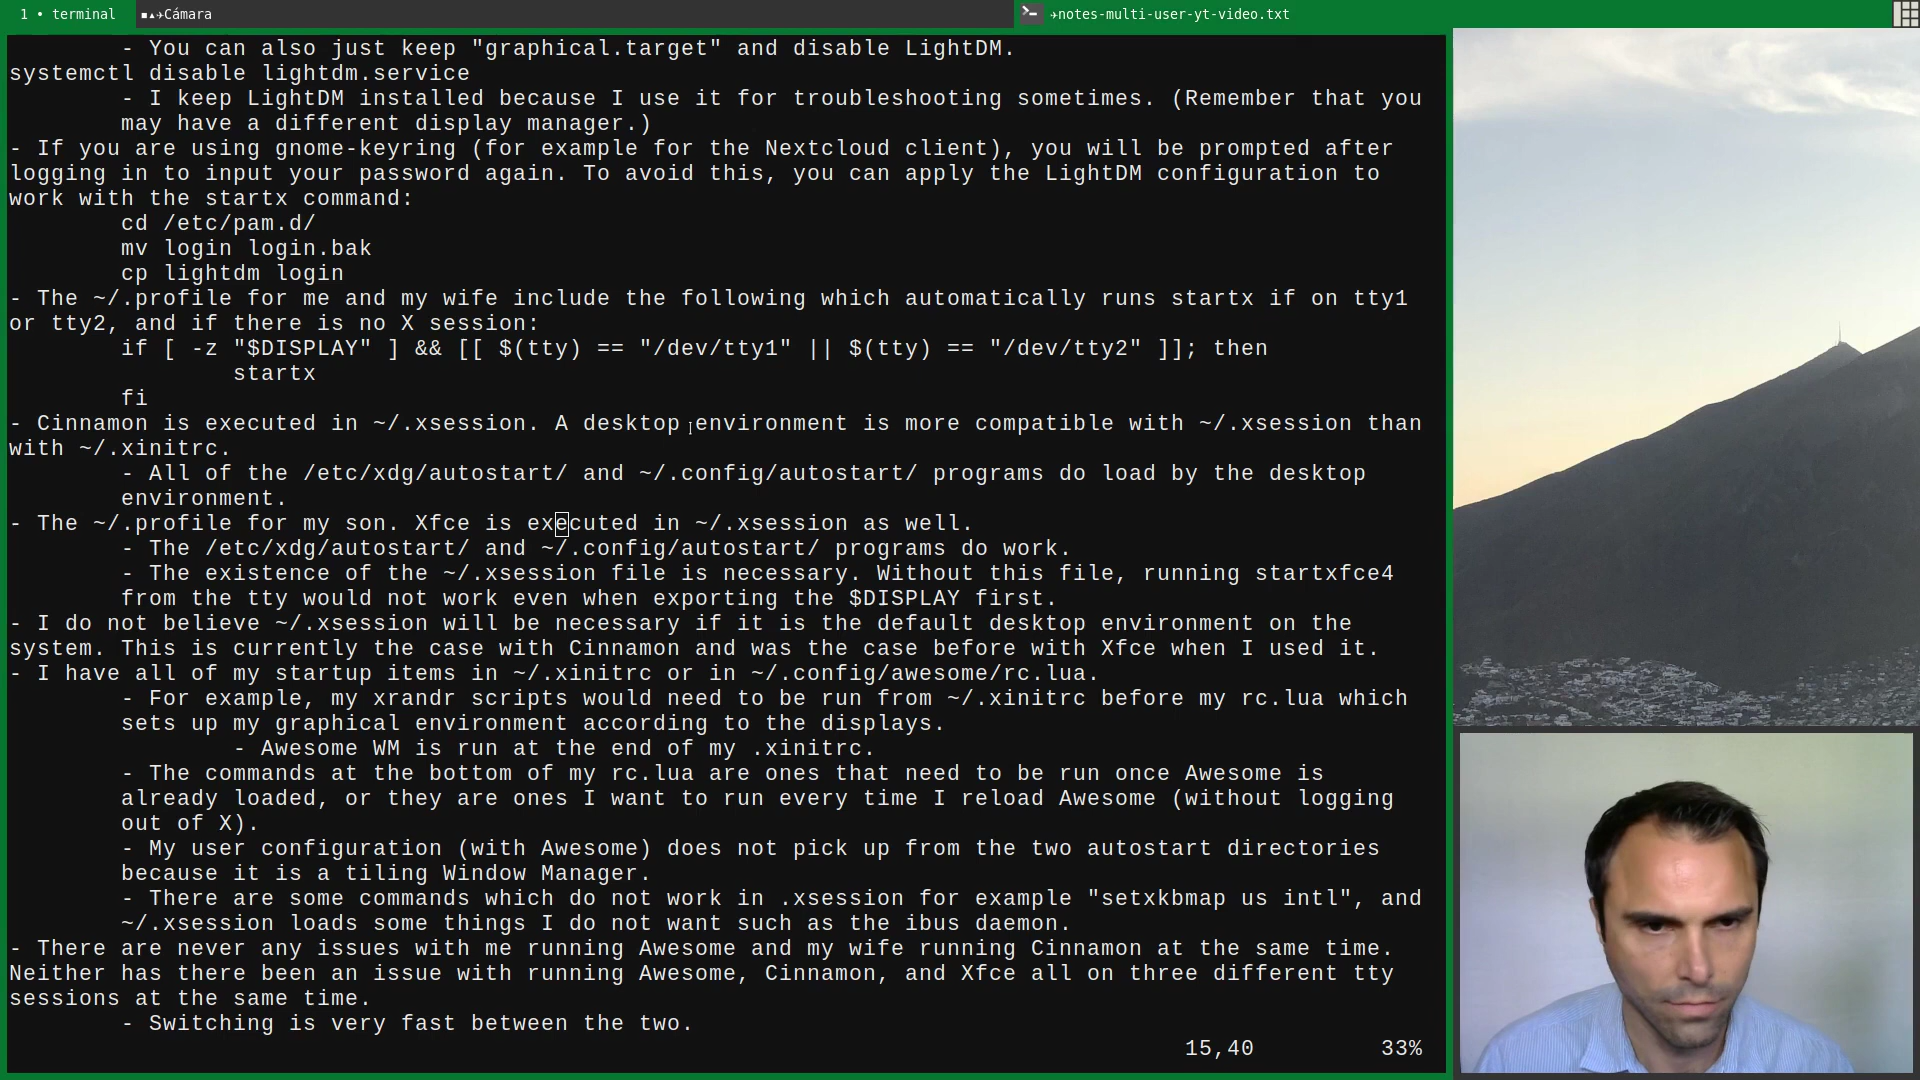 1 • terminal
Cámara
notes-multi-user-yt-video.txt
- You can also just keep "graphical.target" and disable LightDM.
systemctl disable lightdm.service
- I keep LightDM installed because I use it for troubleshooting sometimes. (Remember that you
may have a different display manager.)
- If you are using gnome-keyring (for example for the Nextcloud client), you will be prompted after
logging in to input your password again. To avoid this, you can apply the LightDM configuration to
work with the startx command:
cd /etc/pam.d/
mv login login.bak
cp lightdm login
- The ~/.profile for me and my wife include the following which automatically runs startx if on tty1
or tty2, and if there is no X session:
if [ -z "$DISPLAY" ] && [[ $(tty) == "/dev/tty1" || $(tty) == "/dev/tty2" ]]; then
startx
fi
- Cinnamon is executed in ~/.xsession. A desktop environment is more compatible with ~/.xsession than
with ~/.xinitrc.
- All of the /etc/xdg/autostart/ and ~/.config/autostart/ programs do load by the desktop
environment.
- The ~/.profile for my son. Xfce is executed in ~/.xsession as well.
- The /etc/xdg/autostart/ and ~/.config/autostart/ programs do work.
- The existence of the ~/.xsession file is necessary. Without this file, running startxfce4
from the tty would not work even when exporting the $DISPLAY first.
- I do not believe ~/.xsession will be necessary if it is the default desktop environment on the
system. This is currently the case with Cinnamon and was the case before with Xfce when I used it.
- I have all of my startup items in ~/.xinitrc or in ~/.config/awesome/rc.lua.
- For example, my xrandr scripts would need to be run from ~/.xinitrc before my rc.lua which
sets up my graphical environment according to the displays.
- Awesome WM is run at the end of my .xinitrc.
- The commands at the bottom of my rc.lua are ones that need to be run once Awesome is
already loaded, or they are ones I want to run every time I reload Awesome (without logging
out of X).
- My user configuration (with Awesome) does not pick up from the two autostart directories
because it is a tiling Window Manager.
- There are some commands which do not work in .xsession for example "setxkbmap us intl", and
~/.xsession loads some things I do not want such as the ibus daemon.
- There are never any issues with me running Awesome and my wife running Cinnamon at the same time.
Neither has there been an issue with running Awesome, Cinnamon, and Xfce all on three different tty
sessions at the same time.
- Switching is very fast between the two.
15,40 33%